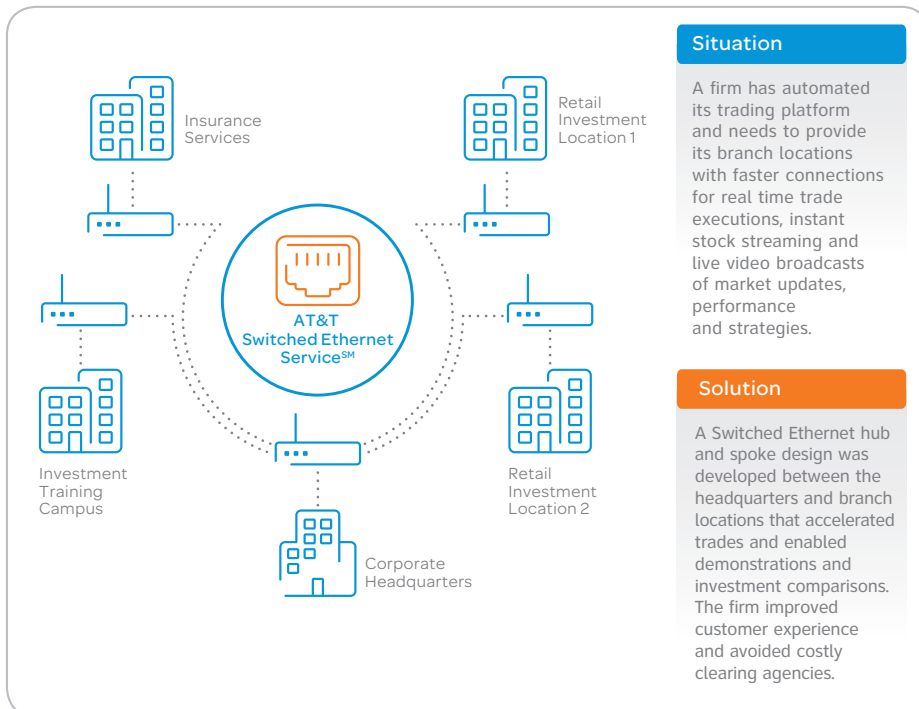 Insurance
Services
Retail
Investment
Location 1
AT&T
Switched Ethernet
Service℠
Investment
Training
Campus
Retail
Investment
Location 2
Corporate
Headquarters
Situation
A firm has automated
its trading platform
and needs to provide
its branch locations
with faster connections
for real time trade
executions, instant
stock streaming and
live video broadcasts
of market updates,
performance
and strategies.
Solution
A Switched Ethernet hub
and spoke design was
developed between the
headquarters and branch
locations that accelerated
trades and enabled
demonstrations and
investment comparisons.
The firm improved
customer experience
and avoided costly
clearing agencies.